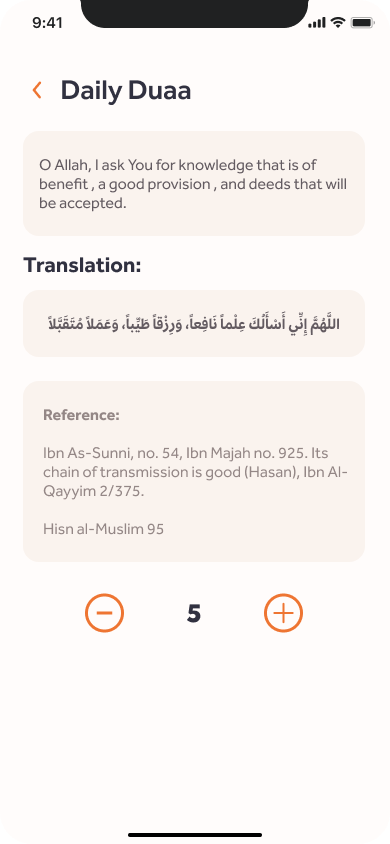 9:41
Daily Duaa
O Allah, I ask You for knowledge that is of
benefit , a good provision , and deeds that will
be accepted.
Translation:
اللَّهُمَّ إِنِّي أَسْأَلُكَ عِلْماً نَافِعاً، وَرِزْقاً طَيِّباً، وَعَمَلاً مُتَقَبَّلاً
Reference:
Ibn As-Sunni, no. 54, Ibn Majah no. 925. Its
chain of transmission is good (Hasan), Ibn Al-
Qayyim 2/375.
Hisn al-Muslim 95
5